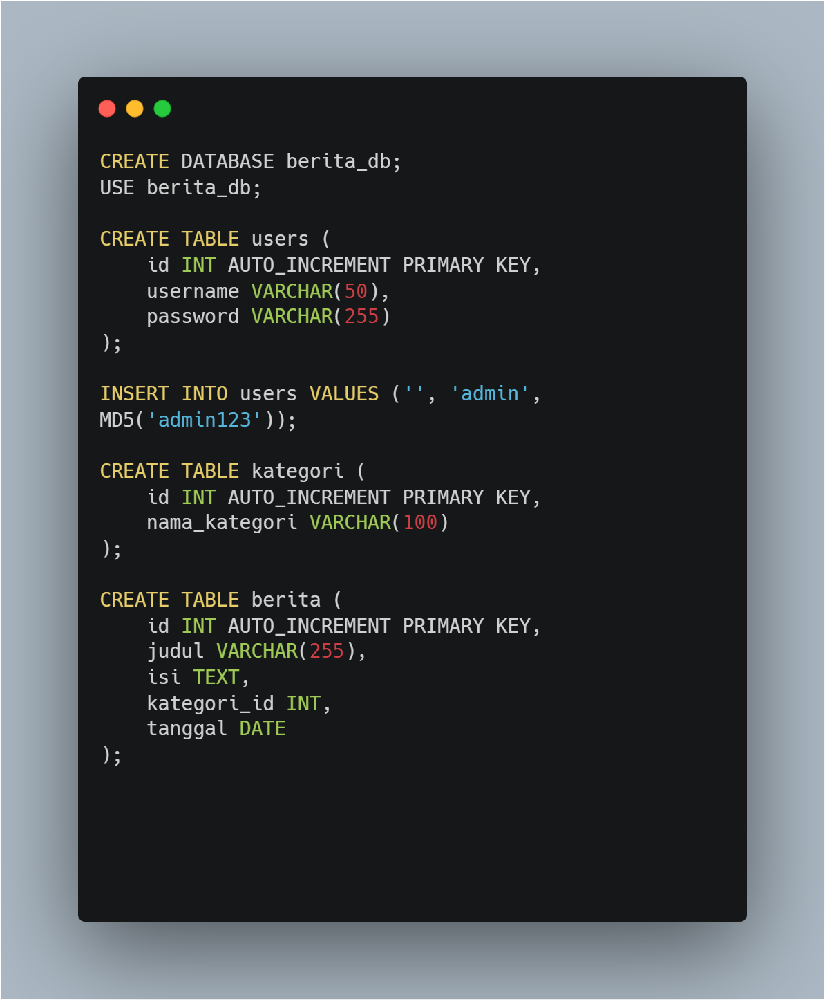 CREATE DATABASE berita_db;
USE berita_db;

CREATE TABLE users (
    id INT AUTO_INCREMENT PRIMARY KEY,
    username VARCHAR(50),
    password VARCHAR(255)
);

INSERT INTO users VALUES ('', 'admin',
MD5('admin123'));

CREATE TABLE kategori (
    id INT AUTO_INCREMENT PRIMARY KEY,
    nama_kategori VARCHAR(100)
);

CREATE TABLE berita (
    id INT AUTO_INCREMENT PRIMARY KEY,
    judul VARCHAR(255),
    isi TEXT,
    kategori_id INT,
    tanggal DATE
);